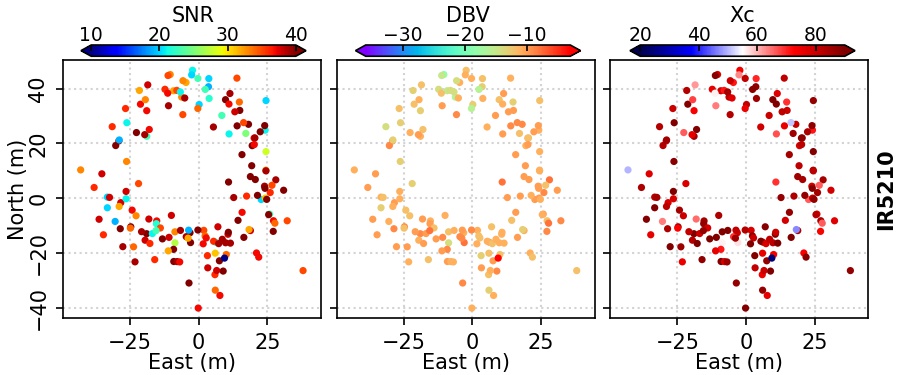 SNR DBV Xc
10 20 30 40 −30 −20 −10 20 40 60 80
40
20
0
−20
−40
North (m)
IR5210
−25 0 25 −25 0 25 −25 0 25
East (m) East (m) East (m)